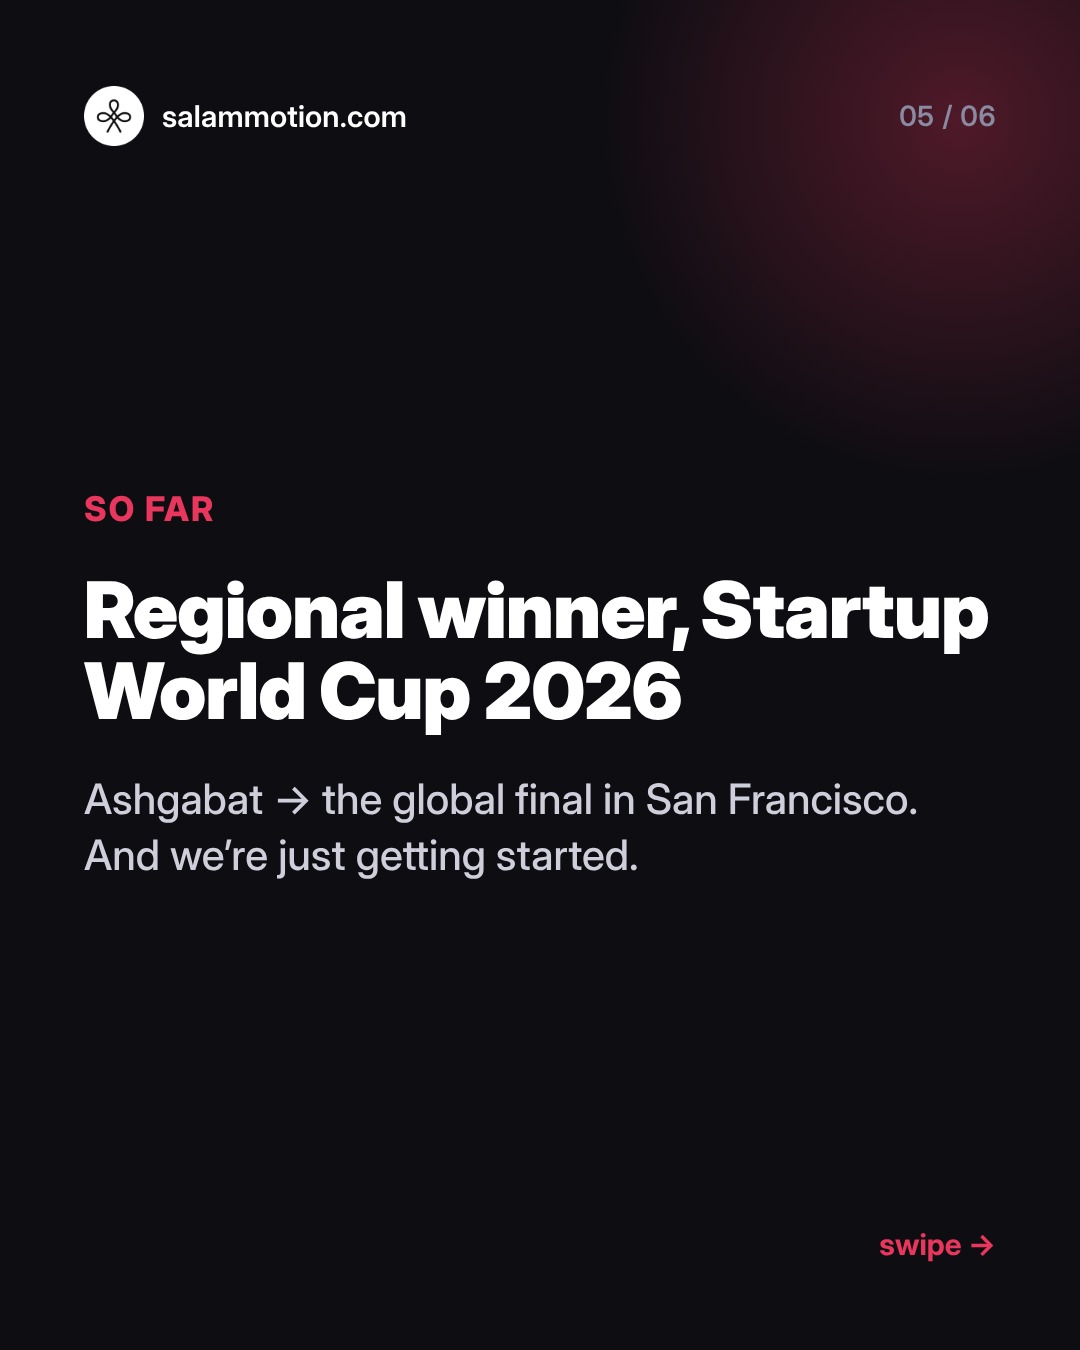 salammotion.com
05 / 06
SO FAR
Regional winner, Startup
World Cup 2026
Ashgabat → the global final in San Francisco.
And we’re just getting started.
swipe →